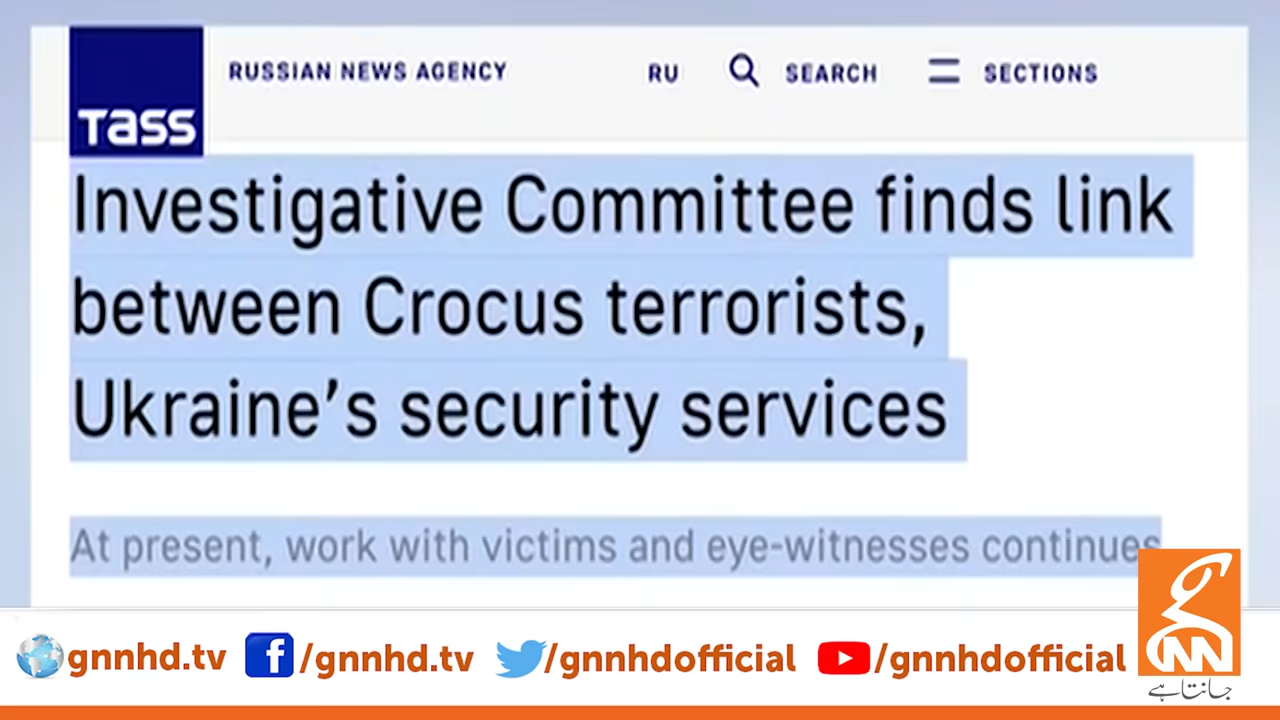 TASS
RUSSIAN NEWS AGENCY
RU
SEARCH
SECTIONS
Investigative Committee finds link
between Crocus terrorists,
Ukraine’s security services
At present, work with victims and eye-witnesses continues
gnnhd.tv
/gnnhd.tv
/gnnhdofficial
/gnnhdofficial
GNN
جانتا ہے